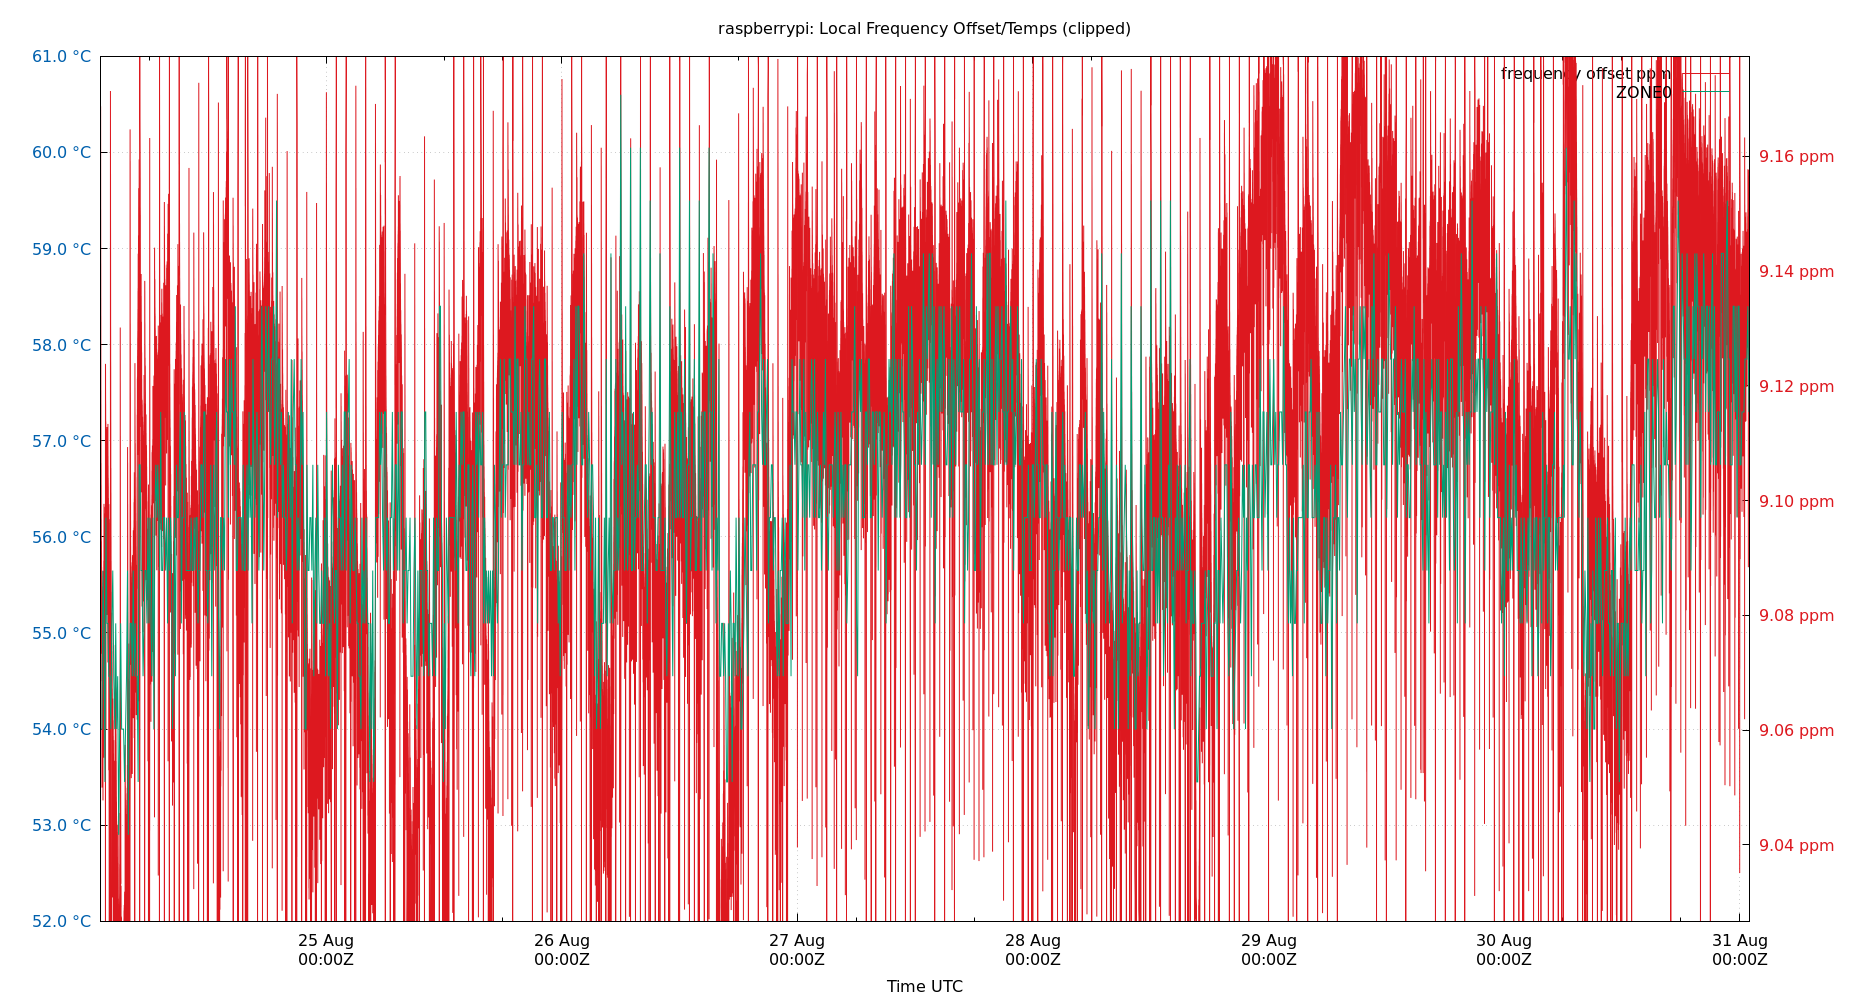 raspberrypi: Local Frequency Offset/Temps (clipped)
frequency offset ppm
ZONE0
61.0 °C
60.0 °C
59.0 °C
58.0 °C
57.0 °C
56.0 °C
55.0 °C
54.0 °C
53.0 °C
52.0 °C
9.16 ppm
9.14 ppm
9.12 ppm
9.10 ppm
9.08 ppm
9.06 ppm
9.04 ppm
25 Aug 26 Aug 27 Aug 28 Aug 29 Aug 30 Aug 31 Aug
00:00Z 00:00Z 00:00Z 00:00Z 00:00Z 00:00Z 00:00Z
Time UTC